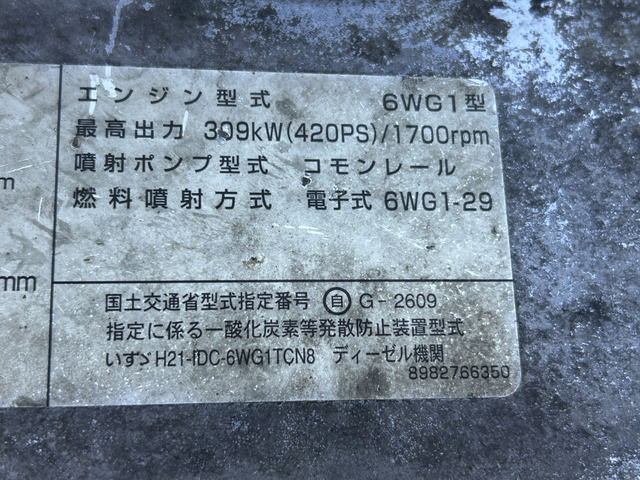 エンジン型式 6WG1型
最高出力 309kW(420PS)/1700rpm
噴射ポンプ型式 コモンレール
m
燃料噴射方式 電子式 6WG1-29
mm
国土交通省型式指定番号 自 G-2609
指定に係る一酸化炭素等発散防止装置型式
いすゞH21-IDC-6WG1TCN8 ディーゼル機関
8982766350